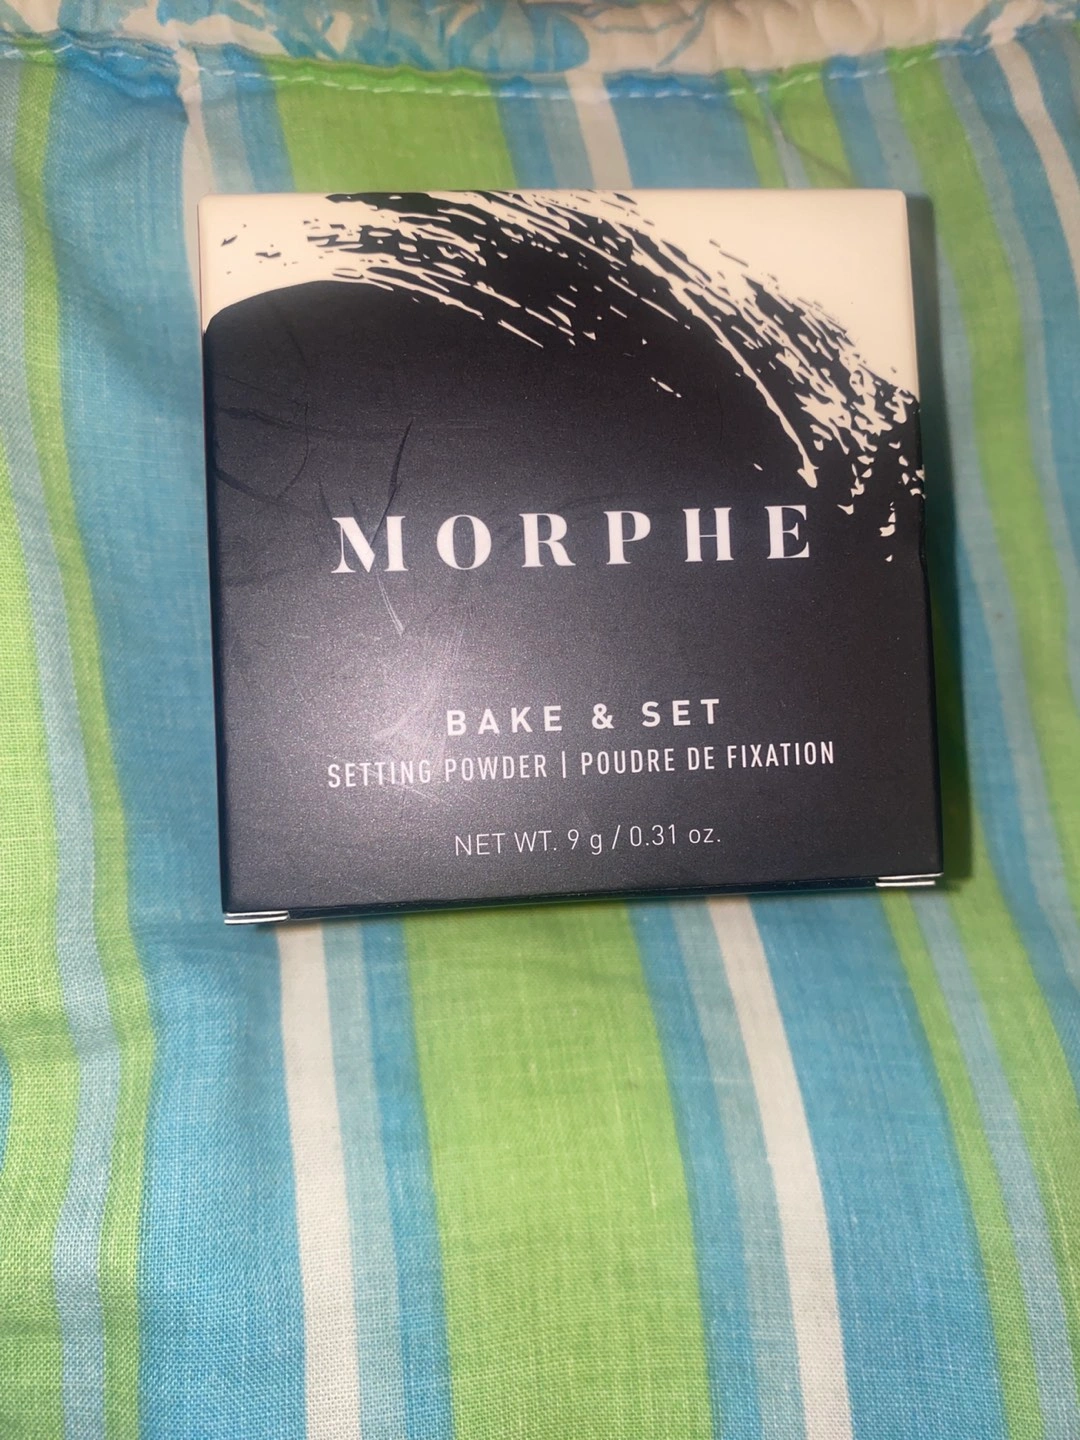 MORPHE
BAKE & SET
SETTING POWDER | POUDRE DE FIXATION
NET WT. 9 g / 0.31 oz.